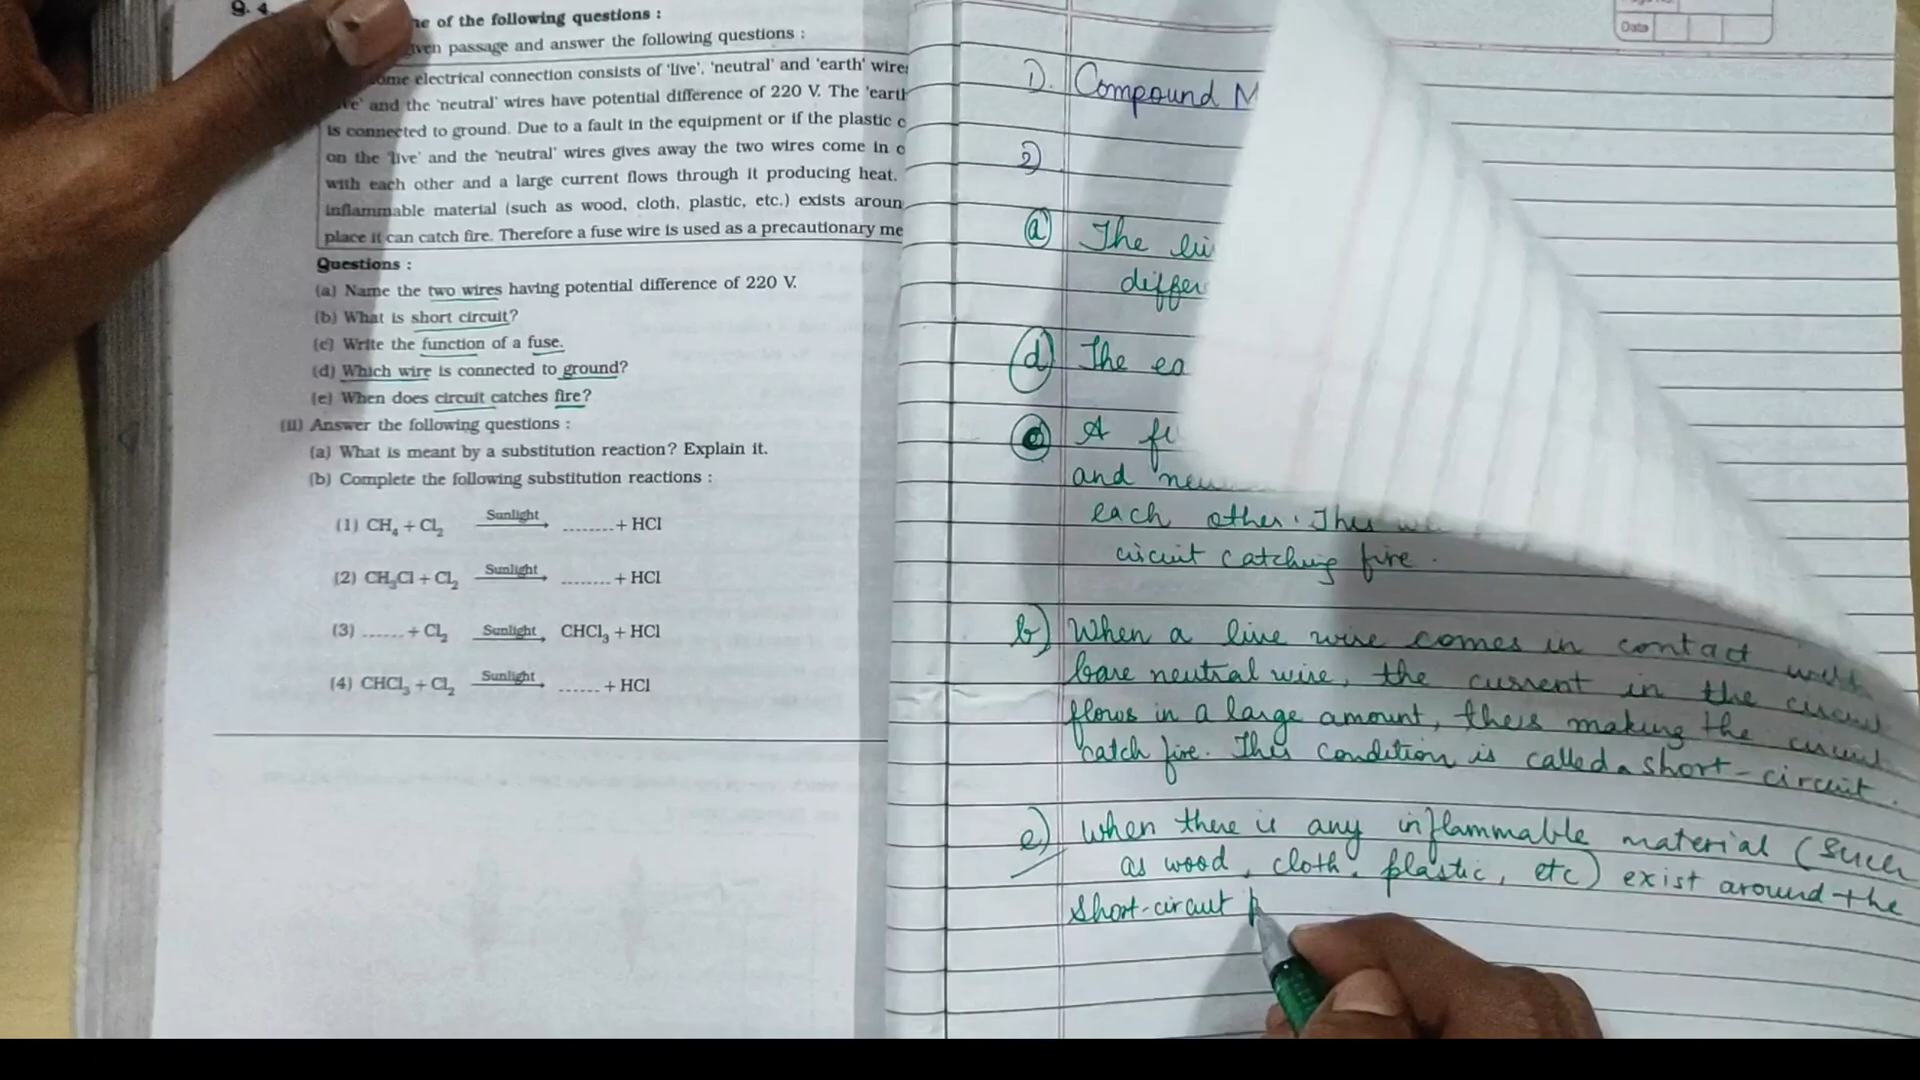 Q. 4
of the following questions :
passage and answer the following questions :
electrical connection consists of 'live', 'neutral' and 'earth'
and the 'neutral' wires have potential difference of 220 V. The
is connected to ground. Due to a fault in the equipment or if the plastic
on the 'live' and the 'neutral' wires gives away the two wires come in
with each other and a large current flows through it producing heat.
inflammable material (such as wood, cloth, plastic, etc.) exists
place it can catch fire. Therefore a fuse wire is used as a precautionary
Questions :
(a) Name the two wires having potential difference of 220 V.
(b) What is short circuit?
(c) Write the function of a fuse.
(d) Which wire is connected to ground?
(e) When does circuit catches fire?
(ii) Answer the following questions :
(a) What is meant by a substitution reaction? Explain it.
(b) Complete the following substitution reactions :
(1) CH₄ + Cl₂ Sunlight→ ........ + HCl
(2) CH₃Cl + Cl₂ Sunlight→ ........ + HCl
(3) ...... + Cl₂ Sunlight→ CHCl₃ + HCl
(4) CHCl₃ + Cl₂ Sunlight→ ...... + HCl
Data
1). Compound M
2)
(a) The
differ
(d) The
A
and
each other. This
circuit catching fire.
b) When a live wire comes in contact with
bare neutral wire, the current in the circuit
flows in a large amount, thus making the circuit
catch fire. This condition is called a short-circuit.
e) When there is any inflammable material (such
as wood, cloth, plastic, etc) exist around the
short-circuit